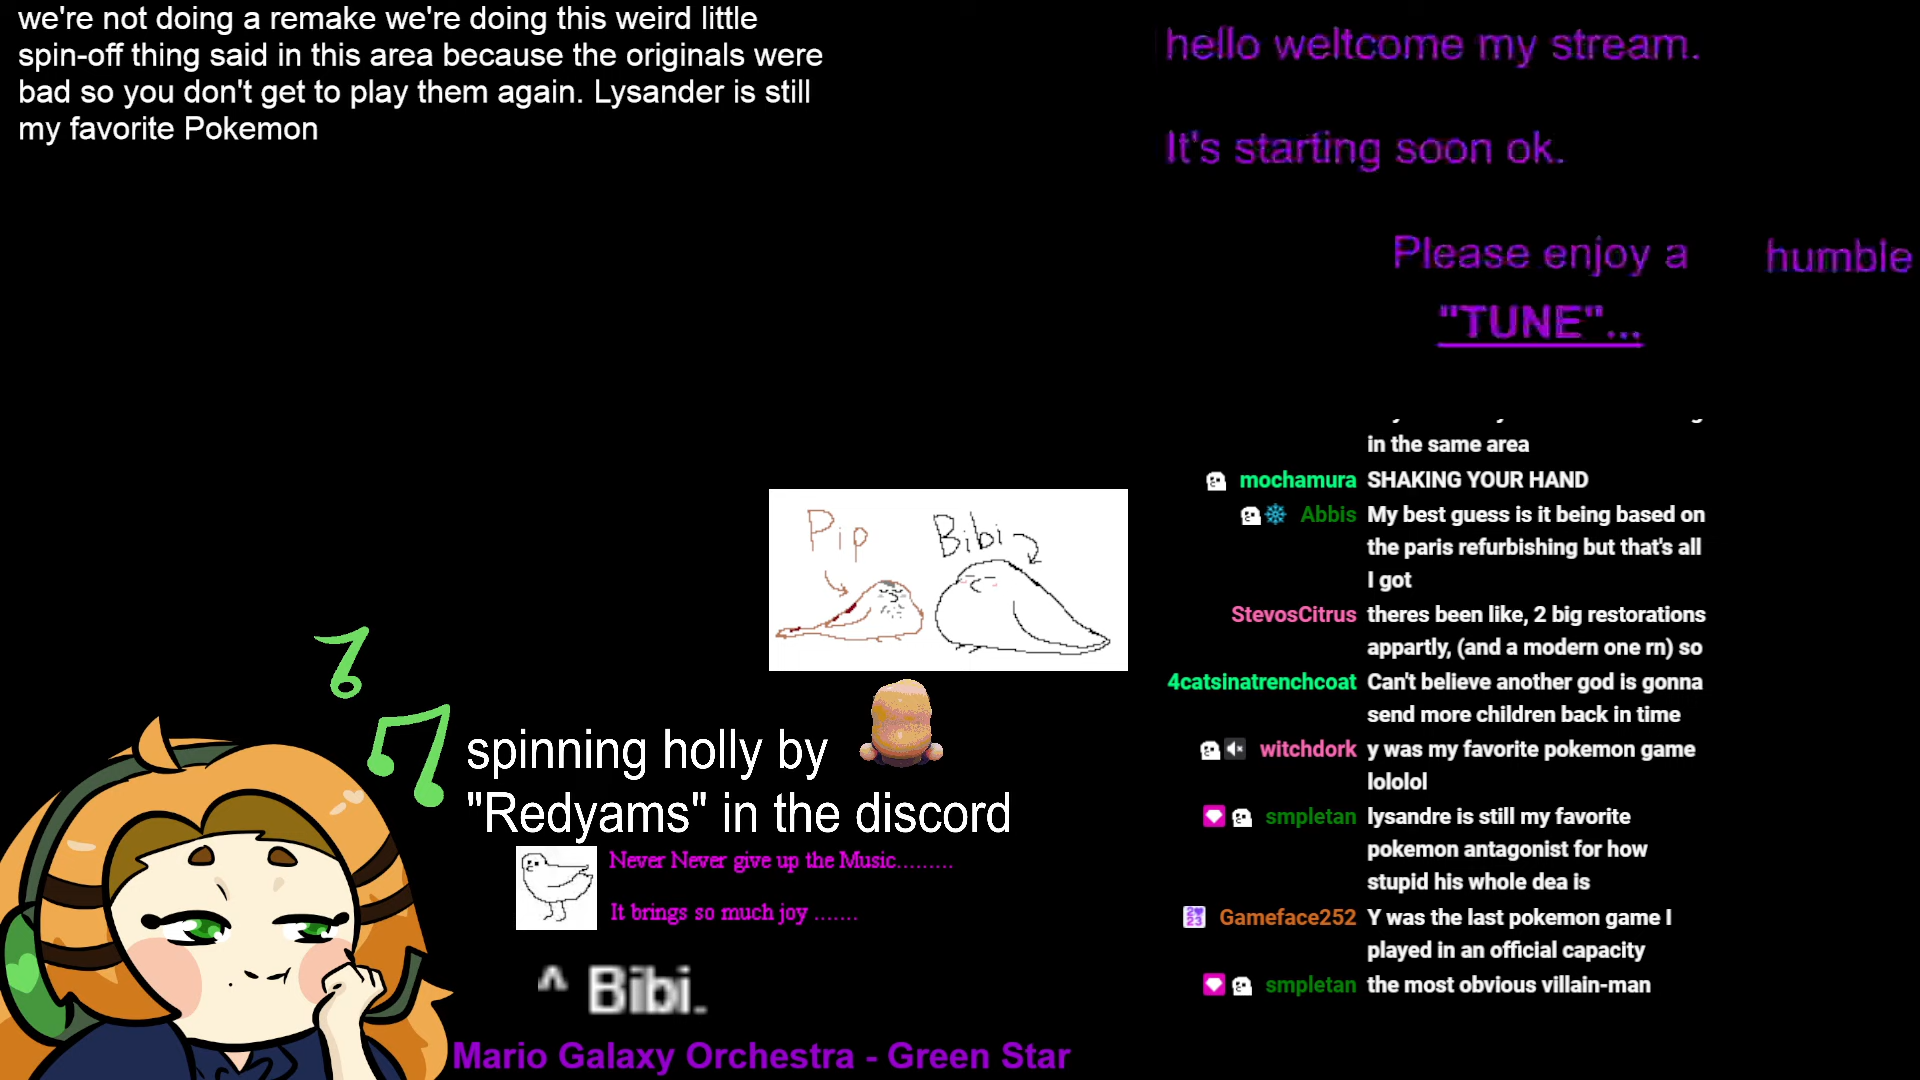 we're not doing a remake we're doing this weird little
spin-off thing said in this area because the originals were
bad so you don't get to play them again. Lysander is still
my favorite Pokemon
hello weltcome my stream.
It's starting soon ok.
Please enjoy a humble
"TUNE"...
in the same area
mochamura SHAKING YOUR HAND
Abbis My best guess is it being based on
the paris refurbishing but that's all
I got
StevosCitrus theres been like, 2 big restorations
appartly, (and a modern one rn) so
4catsinatrenchcoat Can't believe another god is gonna
send more children back in time
witchdork y was my favorite pokemon game
lololol
smpletan lysandre is still my favorite
pokemon antagonist for how
stupid his whole dea is
2023 Gameface252 Y was the last pokemon game I
played in an official capacity
smpletan the most obvious villain-man
Pip Bibi
spinning holly by
"Redyams" in the discord
Never Never give up the Music.........
It brings so much joy .......
^ Bibi.
Mario Galaxy Orchestra - Green Star